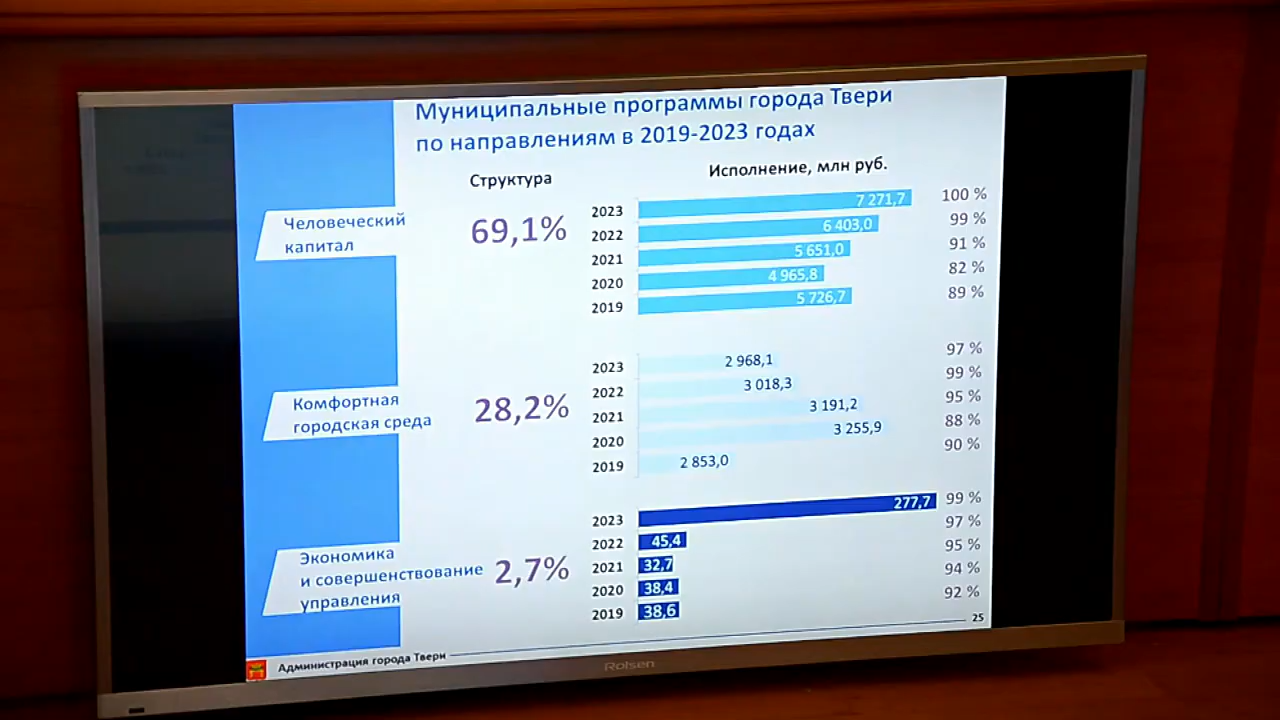 Муниципальные программы города Твери
по направлениям в 2019-2023 годах
Структура
Исполнение, млн руб.
Человеческий
капитал
69,1%
2023 7 271,7 100 %
2022 6 403,0 99 %
2021 5 651,0 91 %
2020 4 965,8 82 %
2019 5 726,7 89 %
Комфортная
городская среда
28,2%
2023 2 968,1 97 %
2022 3 018,3 99 %
2021 3 191,2 95 %
2020 3 255,9 88 %
2019 2 853,0 90 %
Экономика
и совершенствование
управления
2,7%
2023 277,7 99 %
2022 45,4 97 %
2021 32,7 95 %
2020 38,4 94 %
2019 38,6 92 %
Администрация города Твери
25
Rolsen